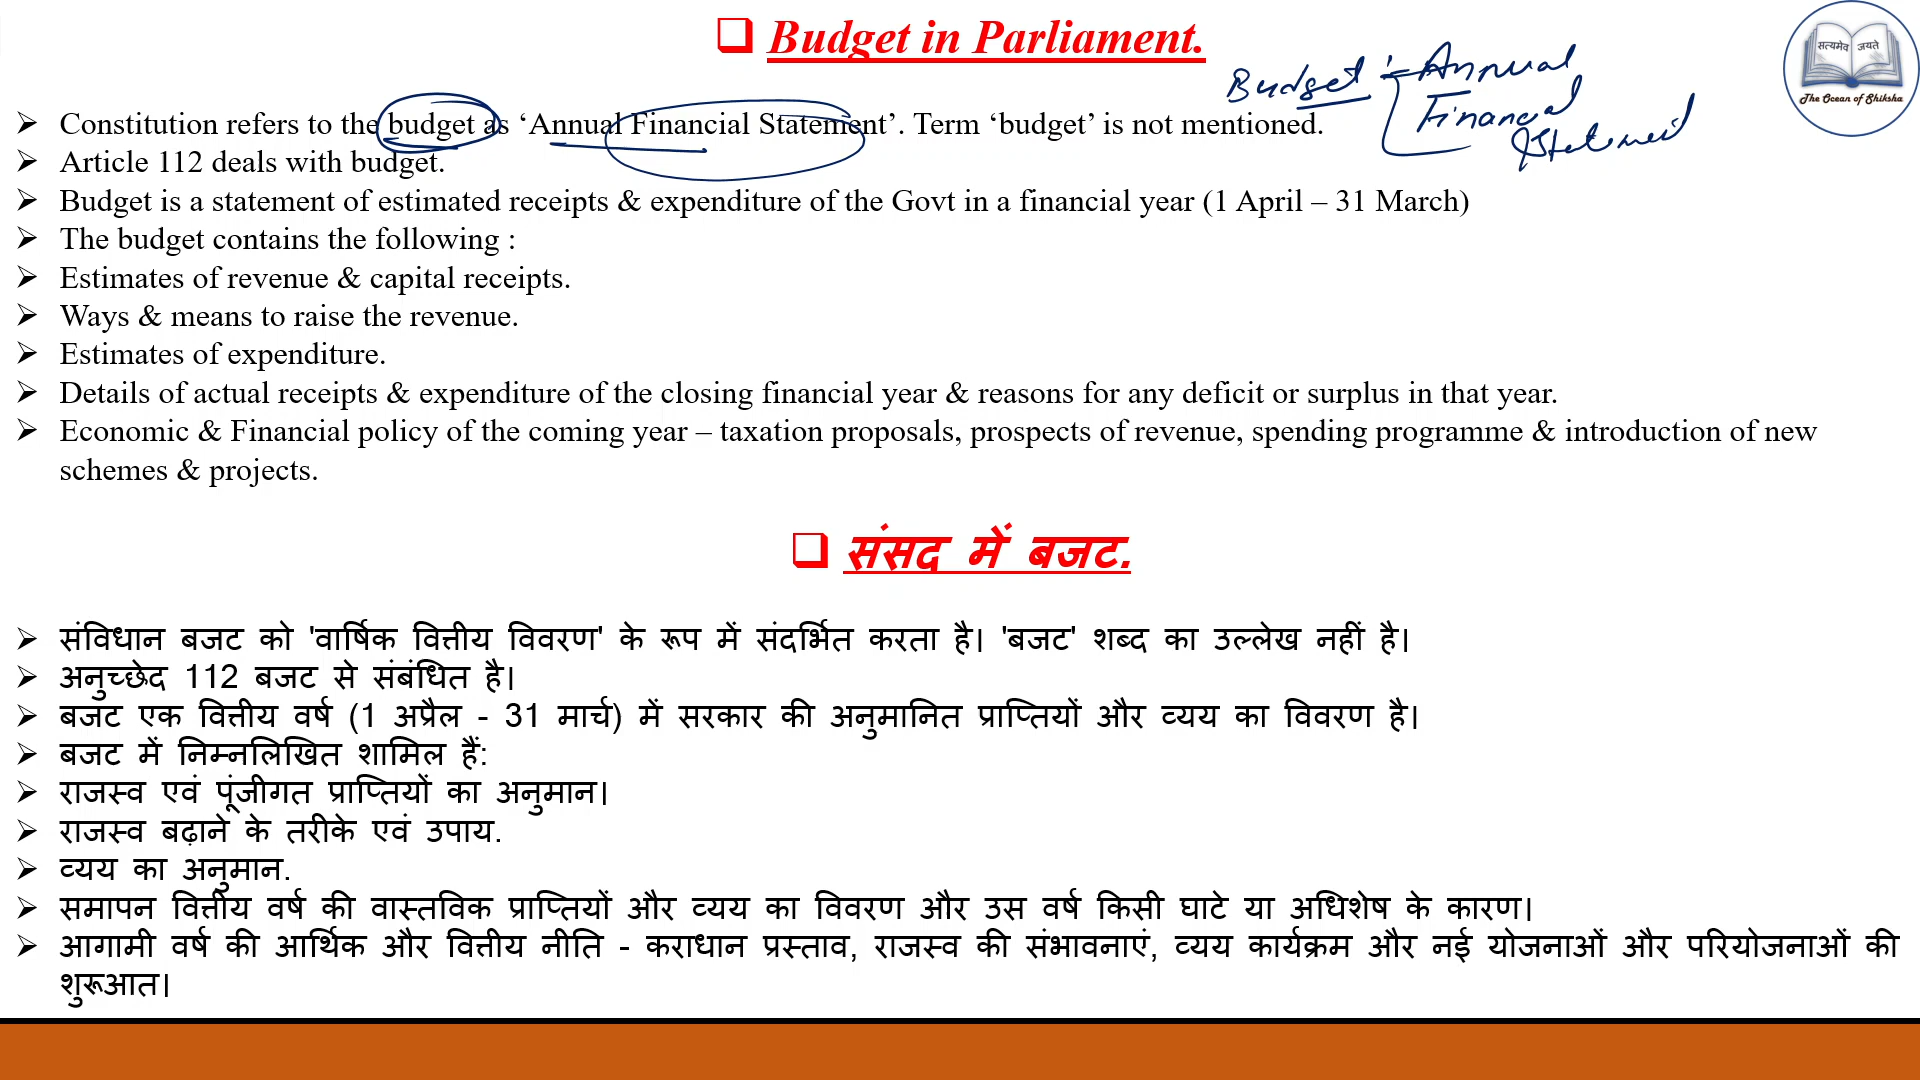 Budget in Parliament.
Budget :- Annual
Financial
Statement
सत्यमेव जयते
The Ocean of Shiksha
Constitution refers to the budget as ‘Annual Financial Statement’. Term ‘budget’ is not mentioned.
Article 112 deals with budget.
Budget is a statement of estimated receipts & expenditure of the Govt in a financial year (1 April – 31 March)
The budget contains the following :
Estimates of revenue & capital receipts.
Ways & means to raise the revenue.
Estimates of expenditure.
Details of actual receipts & expenditure of the closing financial year & reasons for any deficit or surplus in that year.
Economic & Financial policy of the coming year – taxation proposals, prospects of revenue, spending programme & introduction of new
schemes & projects.
संसद में बजट.
संविधान बजट को 'वार्षिक वित्तीय विवरण' के रूप में संदर्भित करता है। 'बजट' शब्द का उल्लेख नहीं है।
अनुच्छेद 112 बजट से संबंधित है।
बजट एक वित्तीय वर्ष (1 अप्रैल - 31 मार्च) में सरकार की अनुमानित प्राप्तियों और व्यय का विवरण है।
बजट में निम्नलिखित शामिल हैं:
राजस्व एवं पूंजीगत प्राप्तियों का अनुमान।
राजस्व बढ़ाने के तरीके एवं उपाय.
व्यय का अनुमान.
समापन वित्तीय वर्ष की वास्तविक प्राप्तियों और व्यय का विवरण और उस वर्ष किसी घाटे या अधिशेष के कारण।
आगामी वर्ष की आर्थिक और वित्तीय नीति - कराधान प्रस्ताव, राजस्व की संभावनाएं, व्यय कार्यक्रम और नई योजनाओं और परियोजनाओं की
शुरूआत।